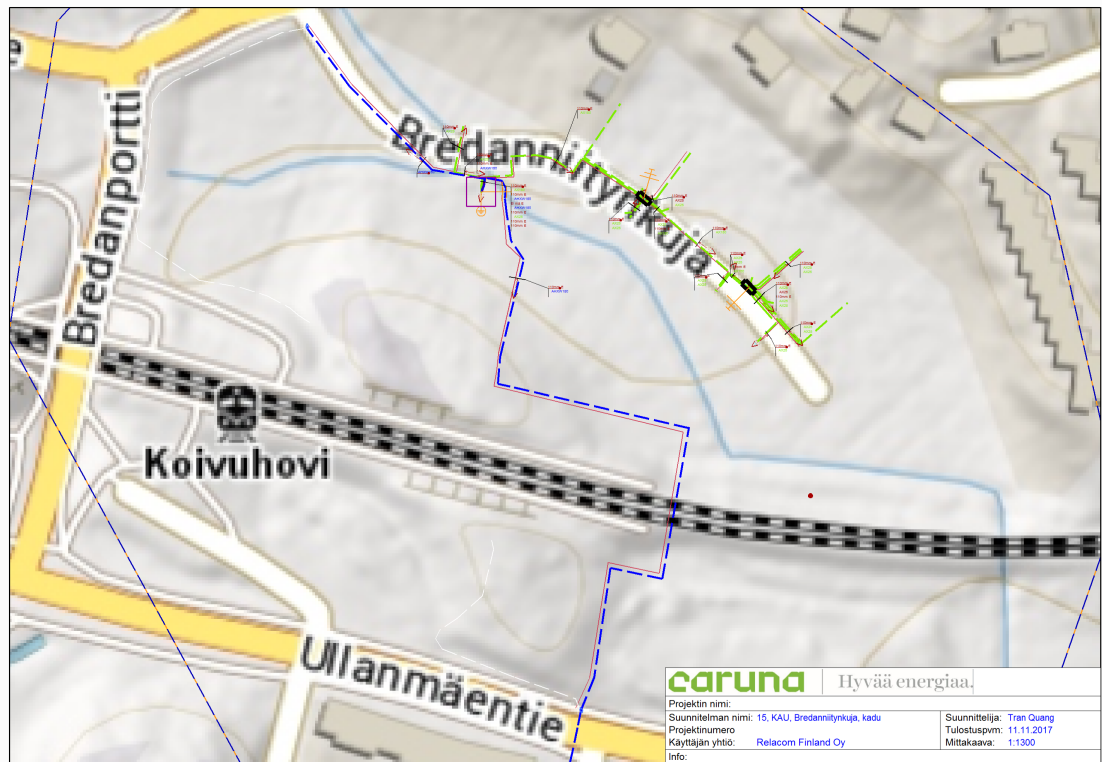 Bredanportti
Bredanniitynkuja
Koivuhovi
Ullanmäentie
caruna Hyvää energiaa.
Projektin nimi:
Suunnitelman nimi: 15, KAU, Bredanniitynkuja, kadu
Projektinumero
Käyttäjän yhtiö: Relacom Finland Oy
Suunnittelija: Tran Quang
Tulostuspvm: 11.11.2017
Mittakaava: 1:1300
Info: